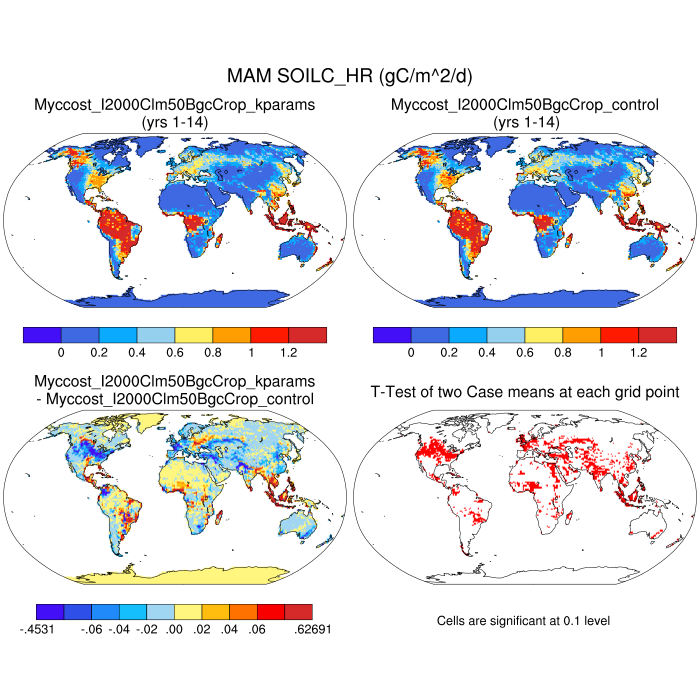 MAM SOILC_HR (gC/m^2/d)
Myccost_I2000Clm50BgcCrop_kparams
(yrs 1-14)
Myccost_I2000Clm50BgcCrop_control
(yrs 1-14)
0 0.2 0.4 0.6 0.8 1 1.2
0 0.2 0.4 0.6 0.8 1 1.2
Myccost_I2000Clm50BgcCrop_kparams
- Myccost_I2000Clm50BgcCrop_control
T-Test of two Case means at each grid point
-.4531 -.06 -.04 -.02 .00 .02 .04 .06 .62691
Cells are significant at 0.1 level